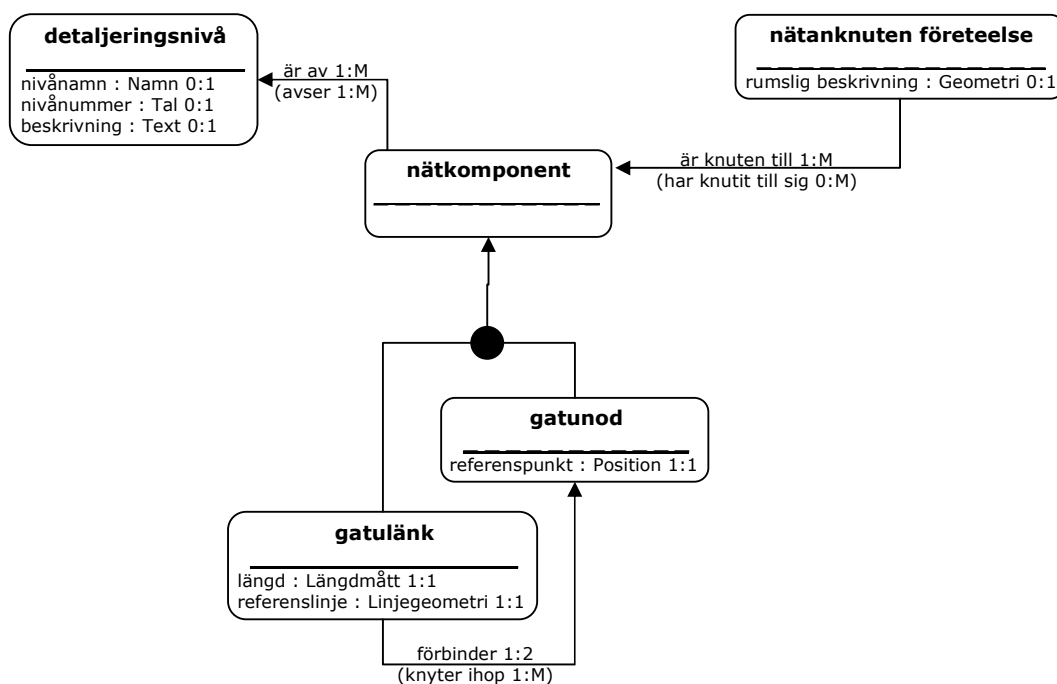 detaljeringsnivå
nivånamn : Namn 0:1
nivånummer : Tal 0:1
beskrivning : Text 0:1
är av 1:M
(avser 1:M)
nätanknuten företeelse
rumslig beskrivning : Geometri 0:1
är knuten till 1:M
(har knutit till sig 0:M)
nätkomponent
gatunod
referenspunkt : Position 1:1
gatulänk
längd : Längdmått 1:1
referenslinje : Linjegeometri 1:1
förbinder 1:2
(knyter ihop 1:M)